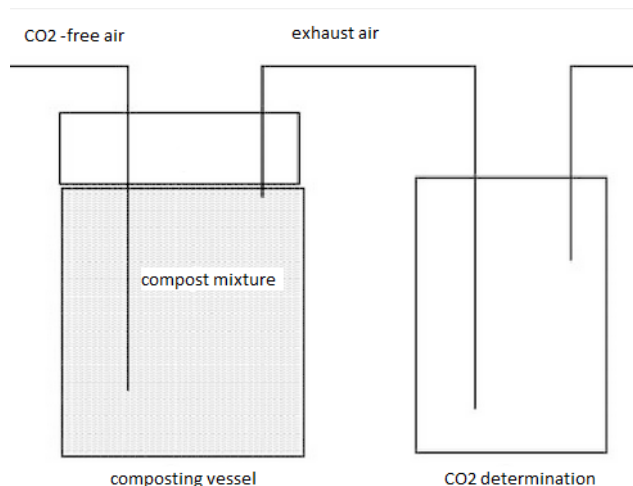 CO2 -free air
exhaust air
compost mixture
composting vessel
CO2 determination